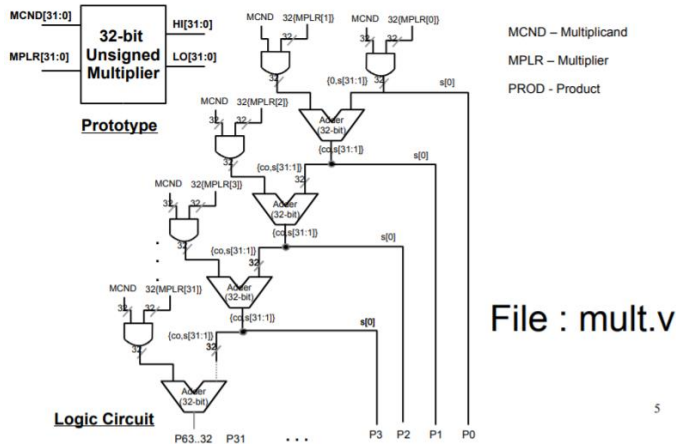 MCND[31:0]
MPLR[31:0]
32-bit
Unsigned
Multiplier
HI[31:0]
LO[31:0]
Prototype
MCND 32{MPLR[1]}
32 32
32
MCND 32{MPLR[0]}
32 32
32
{0,s[31:1]}
s[0]
Adder
(32-bit)
{co,s[31:1]}
MCND 32{MPLR[2]}
32 32
32
{co,s[31:1]}
32
s[0]
Adder
(32-bit)
{co,s[31:1]}
MCND 32{MPLR[3]}
32 32
32
{co,s[31:1]}
32
s[0]
Adder
(32-bit)
{co,s[31:1]}
MCND 32{MPLR[31]}
32 32
32
{co,s[31:1]}
32
s[0]
Adder
(32-bit)
P63..32 P31 . . . P3 P2 P1 P0
Logic Circuit
MCND – Multiplicand
MPLR – Multiplier
PROD - Product
File : mult.v
5